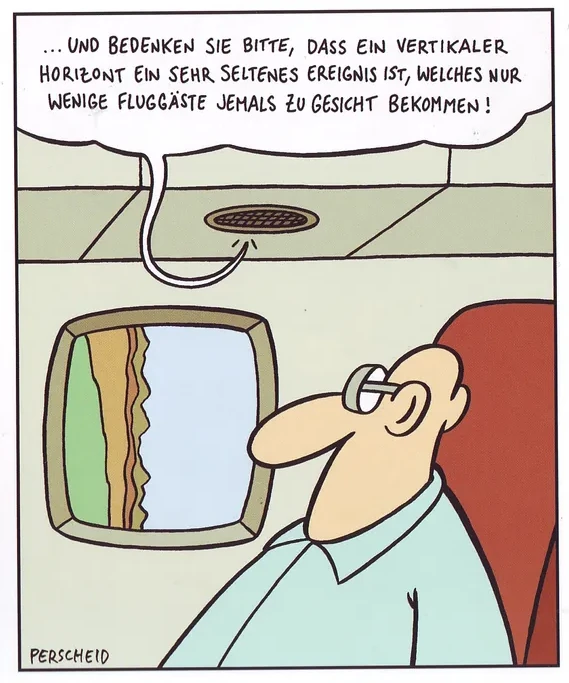 ... UND BEDENKEN SIE BITTE, DASS EIN VERTIKALER
HORIZONT EIN SEHR SELTENES EREIGNIS IST, WELCHES NUR
WENIGE FLUGGÄSTE JEMALS ZU GESICHT BEKOMMEN!
PERSCHEID